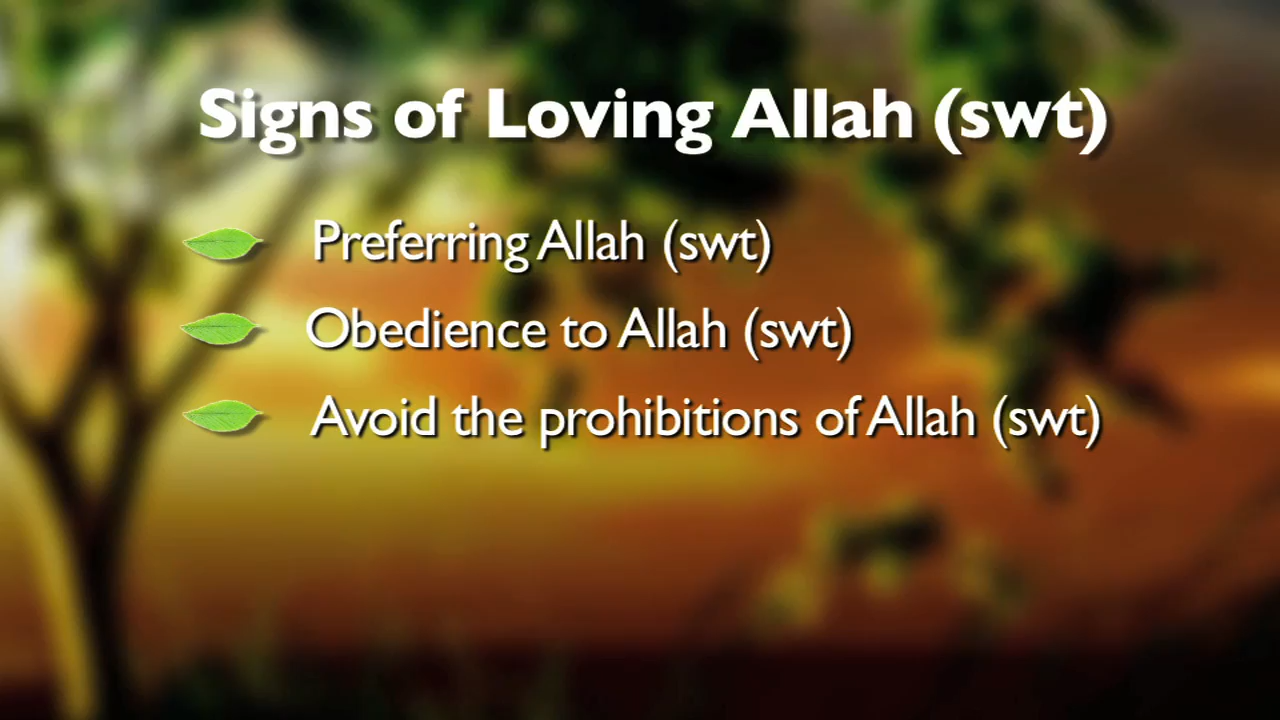 Signs of Loving Allah (swt)
Preferring Allah (swt)
Obedience to Allah (swt)
Avoid the prohibitions of Allah (swt)